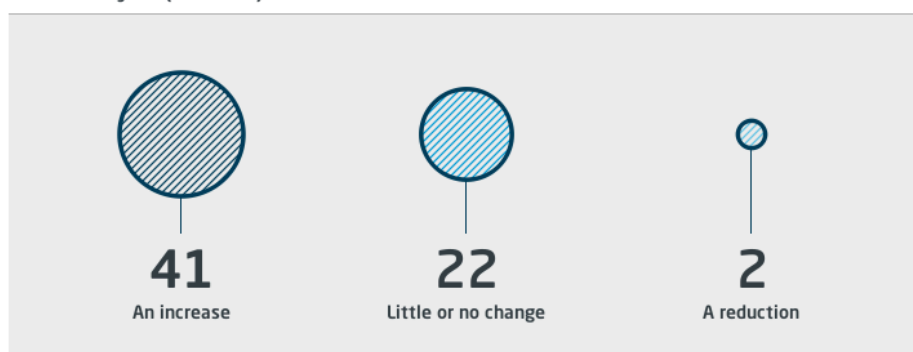 41
22
2
An increase
Little or no change
A reduction